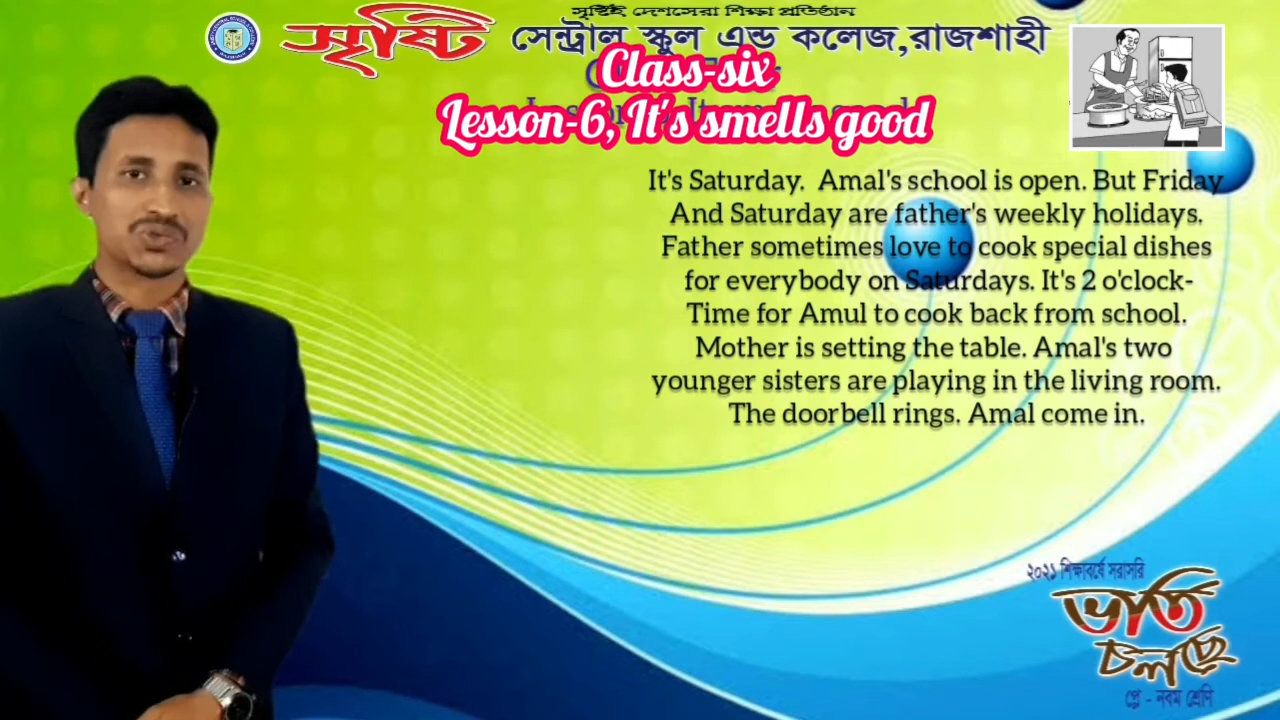 সৃষ্টিই দেশসেরা শিক্ষা প্রতিষ্ঠান
সৃষ্টি সেন্ট্রাল স্কুল এন্ড কলেজ,রাজশাহী
Class-six
Lesson-6, It's smells good
It's Saturday. Amal's school is open. But Friday
And Saturday are father's weekly holidays.
Father sometimes love to cook special dishes
for everybody on Saturdays. It's 2 o'clock-
Time for Amul to cook back from school.
Mother is setting the table. Amal's two
younger sisters are playing in the living room.
The doorbell rings. Amal come in.
২০২১ শিক্ষাবর্ষে সরাসরি
ভর্তি
চলছে
প্লে - নবম শ্রেণি